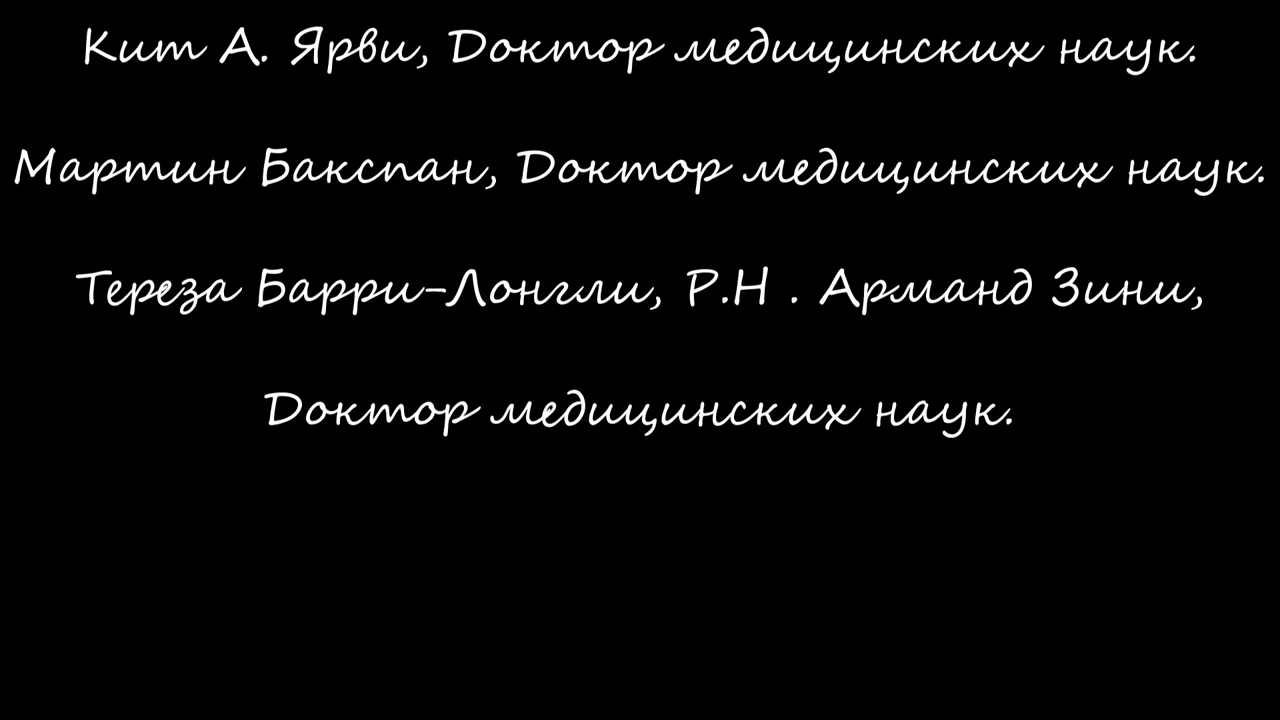 Кит А. Ярви, Доктор медицинских наук.
Мартин Бакспан, Доктор медицинских наук.
Тереза Барри-Лонгли, Р.Н . Арманд Зини,
Доктор медицинских наук.